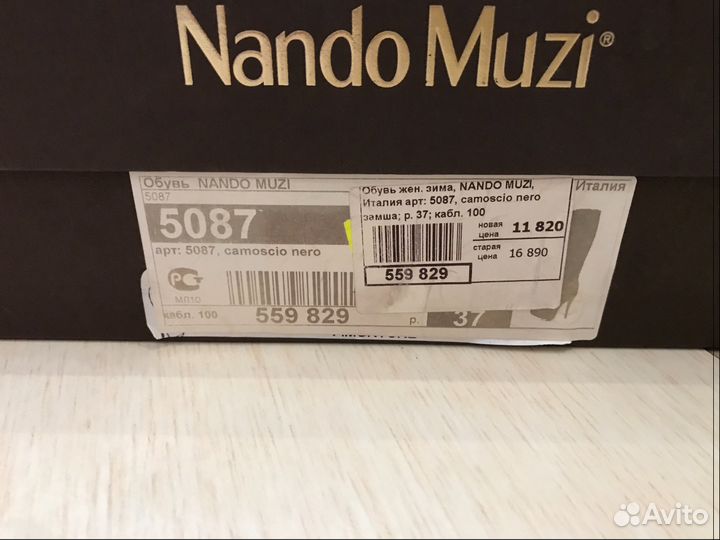 Nando Muzi®
Обувь NANDO MUZI
5087
5087
арт: 5087, camoscio nero
МЛ10
кабл. 100
559 829
р. 37
Италия
Обувь жен. зима, NANDO MUZI,
Италия арт: 5087, camoscio nero
замша; р. 37; кабл. 100
новая цена 11 820
старая цена 16 890
559 829
Avito